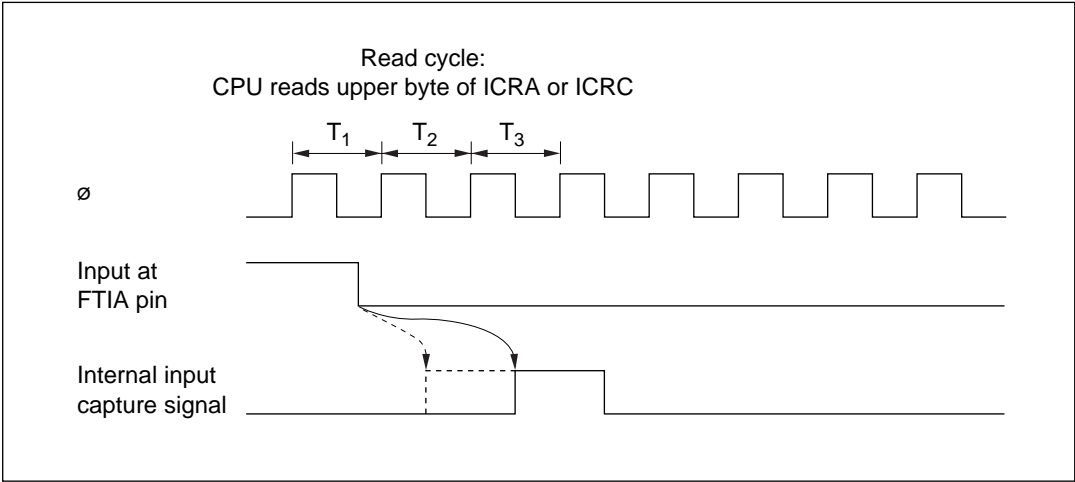 Read cycle:
CPU reads upper byte of ICRA or ICRC
T1 T2 T3
ø
Input at
FTIA pin
Internal input
capture signal